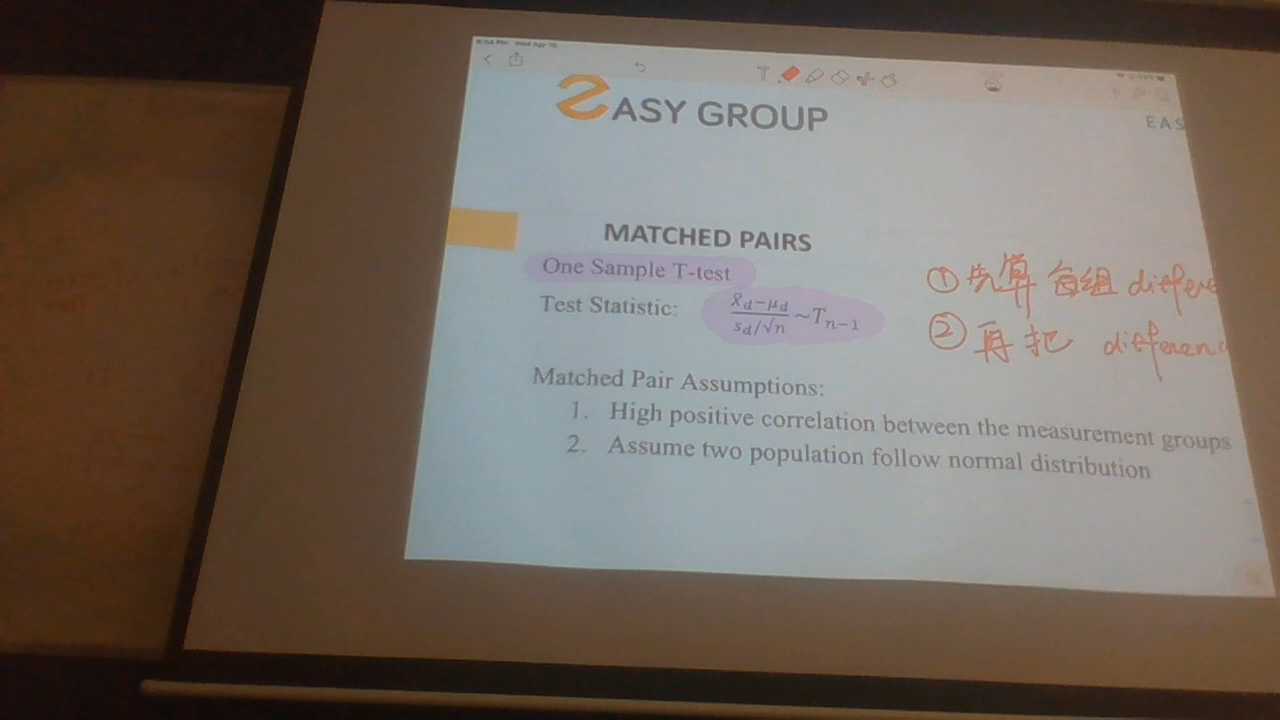 EASY GROUP
EAS
MATCHED PAIRS
One Sample T-test
Test Statistic: x̄d−μd / sd/√n ~Tn−1
① 先算 每组 differe
② 再把 differen
Matched Pair Assumptions:
1. High positive correlation between the measurement groups
2. Assume two population follow normal distribution